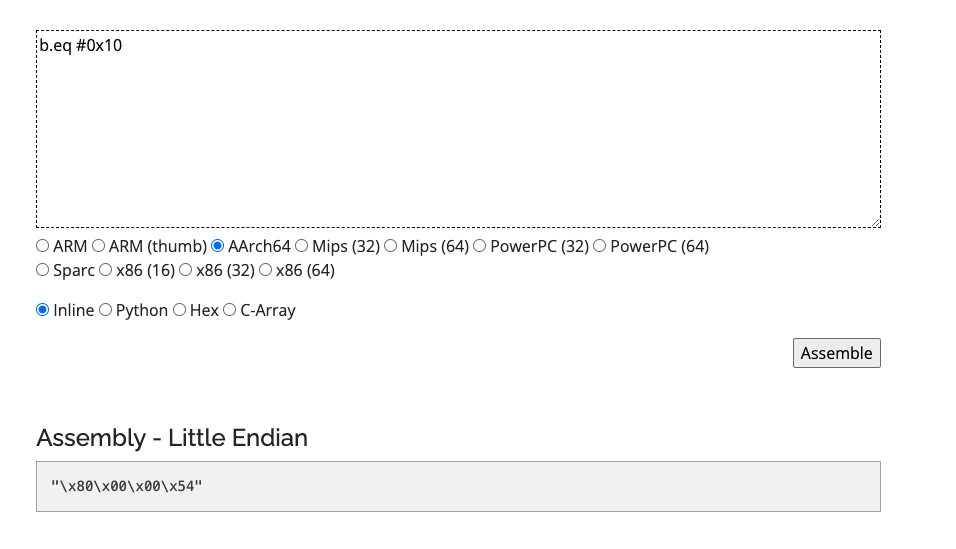 b.eq #0x10
ARM ARM (thumb) AArch64 Mips (32) Mips (64) PowerPC (32) PowerPC (64)
Sparc x86 (16) x86 (32) x86 (64)
Inline Python Hex C-Array
Assemble
Assembly - Little Endian
"\x80\x00\x00\x54"